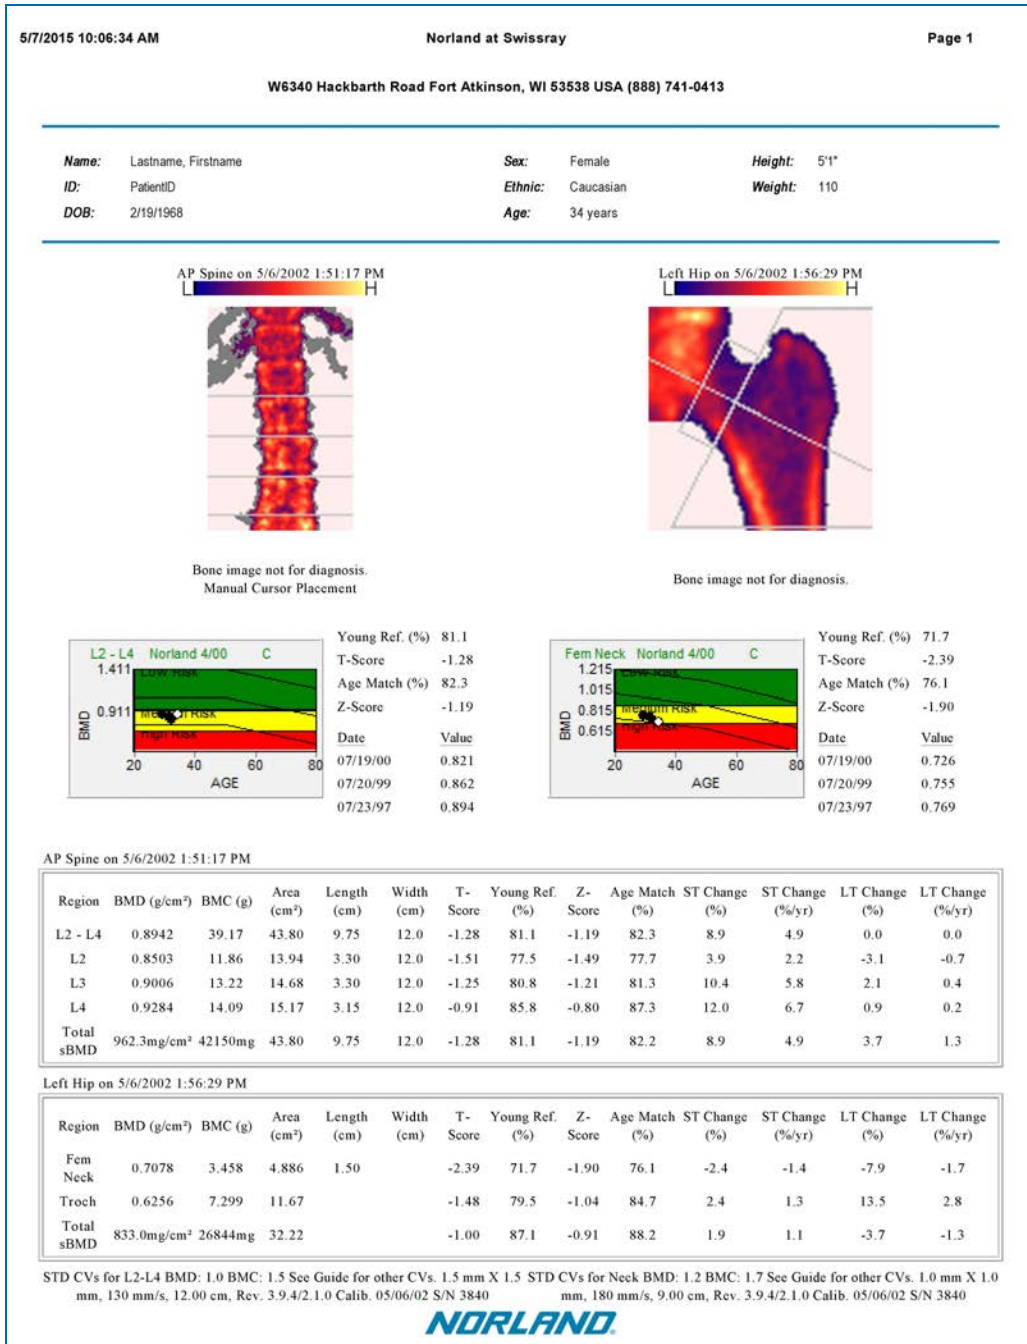 5/7/2015 10:06:34 AM Norland at Swissray Page 1
W6340 Hackbarth Road Fort Atkinson, WI 53538 USA (888) 741-0413
Name: Lastname, Firstname Sex: Female Height: 5'1"
ID: PatientID Ethnic: Caucasian Weight: 110
DOB: 2/19/1968 Age: 34 years
AP Spine on 5/6/2002 1:51:17 PM
L H
Left Hip on 5/6/2002 1:56:29 PM
L H
Bone image not for diagnosis.
Manual Cursor Placement
Bone image not for diagnosis.
L2 - L4 Norland 4/00 C
1.411
0.911
BMD
Low Risk
Medium Risk
High Risk
20 40 60 80
AGE
Young Ref. (%) 81.1
T-Score -1.28
Age Match (%) 82.3
Z-Score -1.19
Date Value
07/19/00 0.821
07/20/99 0.862
07/23/97 0.894
Fem Neck Norland 4/00 C
1.215
1.015
0.815
0.615
BMD
Low Risk
Medium Risk
High Risk
20 40 60 80
AGE
Young Ref. (%) 71.7
T-Score -2.39
Age Match (%) 76.1
Z-Score -1.90
Date Value
07/19/00 0.726
07/20/99 0.755
07/23/97 0.769
AP Spine on 5/6/2002 1:51:17 PM
Region BMD (g/cm²) BMC (g) Area (cm²) Length (cm) Width (cm) T-Score Young Ref. (%) Z-Score Age Match (%) ST Change (%) ST Change (%/yr) LT Change (%) LT Change (%/yr)
L2 - L4 0.8942 39.17 43.80 9.75 12.0 -1.28 81.1 -1.19 82.3 8.9 4.9 0.0 0.0
L2 0.8503 11.86 13.94 3.30 12.0 -1.51 77.5 -1.49 77.7 3.9 2.2 -3.1 -0.7
L3 0.9006 13.22 14.68 3.30 12.0 -1.25 80.8 -1.21 81.3 10.4 5.8 2.1 0.4
L4 0.9284 14.09 15.17 3.15 12.0 -0.91 85.8 -0.80 87.3 12.0 6.7 0.9 0.2
Total sBMD 962.3mg/cm² 42150mg 43.80 9.75 12.0 -1.28 81.1 -1.19 82.2 8.9 4.9 3.7 1.3
Left Hip on 5/6/2002 1:56:29 PM
Region BMD (g/cm²) BMC (g) Area (cm²) Length (cm) Width (cm) T-Score Young Ref. (%) Z-Score Age Match (%) ST Change (%) ST Change (%/yr) LT Change (%) LT Change (%/yr)
Fem Neck 0.7078 3.458 4.886 1.50 -2.39 71.7 -1.90 76.1 -2.4 -1.4 -7.9 -1.7
Troch 0.6256 7.299 11.67 -1.48 79.5 -1.04 84.7 2.4 1.3 13.5 2.8
Total sBMD 833.0mg/cm² 26844mg 32.22 -1.00 87.1 -0.91 88.2 1.9 1.1 -3.7 -1.3
STD CVs for L2-L4 BMD: 1.0 BMC: 1.5 See Guide for other CVs. 1.5 mm X 1.5
mm, 130 mm/s, 12.00 cm, Rev. 3.9.4/2.1.0 Calib. 05/06/02 S/N 3840
STD CVs for Neck BMD: 1.2 BMC: 1.7 See Guide for other CVs. 1.0 mm X 1.0
mm, 180 mm/s, 9.00 cm, Rev. 3.9.4/2.1.0 Calib. 05/06/02 S/N 3840
NORLAND